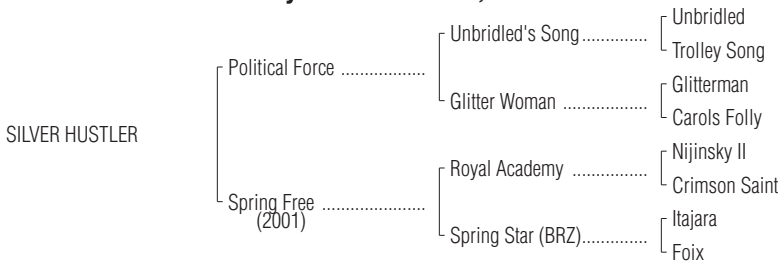 Unbridled
Unbridled's Song..............
Trolley Song
Political Force ...................
Glitterman
Glitter Woman ...................
Carols Folly
SILVER HUSTLER
Nijinsky II
Royal Academy .................
Crimson Saint
Spring Free .......................
(2001)
Itajara
Spring Star (BRZ)...............
Foix